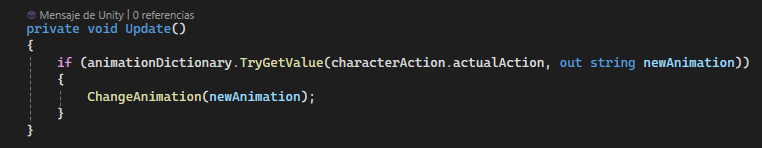 Mensaje de Unity | 0 referencias
private void Update()
{
if (animationDictionary.TryGetValue(characterAction.actualAction, out string newAnimation))
{
ChangeAnimation(newAnimation);
}
}